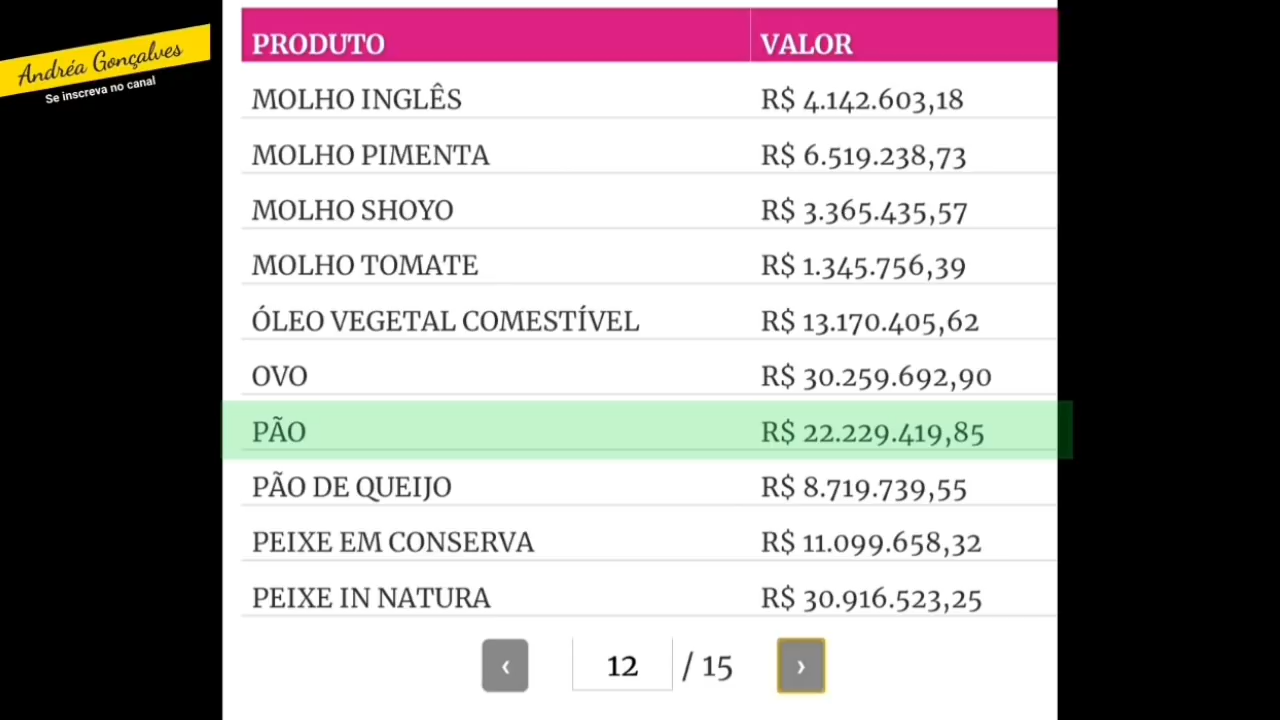 Andréa Gonçalves
Se inscreva no canal
PRODUTO VALOR
MOLHO INGLÊS R$ 4.142.603,18
MOLHO PIMENTA R$ 6.519.238,73
MOLHO SHOYO R$ 3.365.435,57
MOLHO TOMATE R$ 1.345.756,39
ÓLEO VEGETAL COMESTÍVEL R$ 13.170.405,62
OVO R$ 30.259.692,90
PÃO R$ 22.229.419,85
PÃO DE QUEIJO R$ 8.719.739,55
PEIXE EM CONSERVA R$ 11.099.658,32
PEIXE IN NATURA R$ 30.916.523,25
‹ 12 / 15 ›